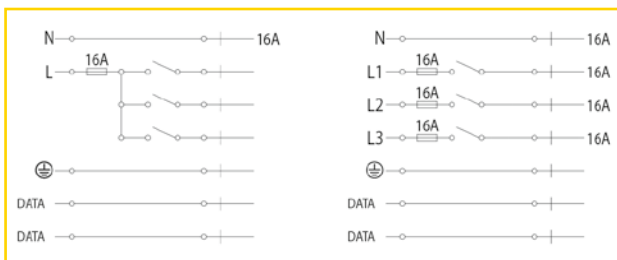 N 16A
L 16A
DATA
DATA
N 16A
L1 16A 16A
L2 16A 16A
L3 16A 16A
DATA
DATA